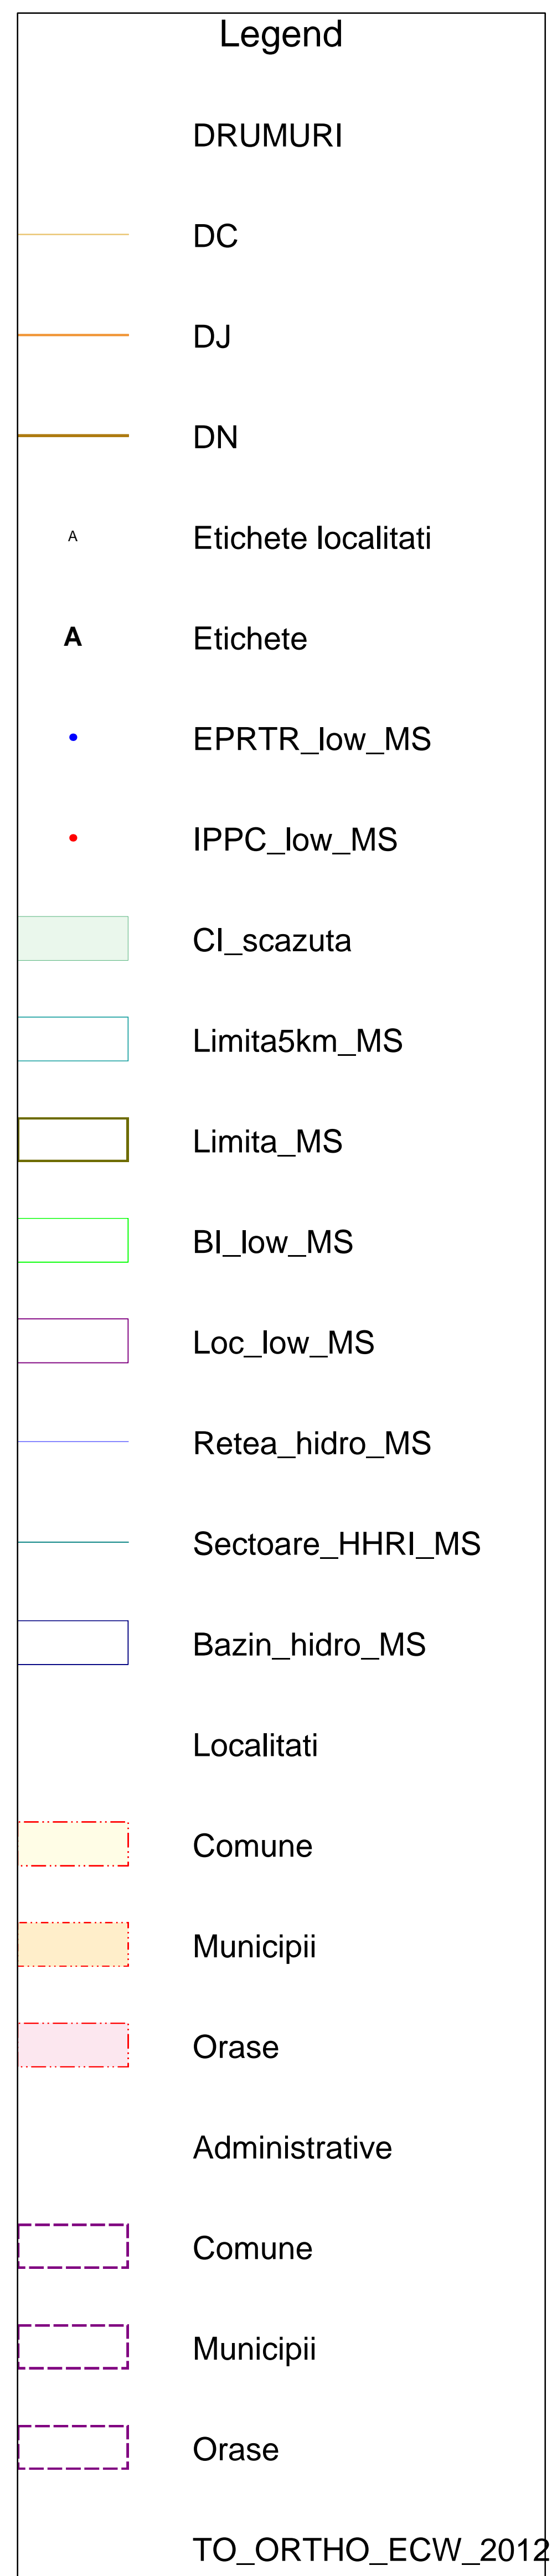 Legend
DRUMURI
DC
DJ
DN
A Etichete localitati
A Etichete
EPRTR_low_MS
IPPC_low_MS
CI_scazuta
Limita5km_MS
Limita_MS
BI_low_MS
Loc_low_MS
Retea_hidro_MS
Sectoare_HHRI_MS
Bazin_hidro_MS
Localitati
Comune
Municipii
Orase
Administrative
Comune
Municipii
Orase
TO_ORTHO_ECW_2012